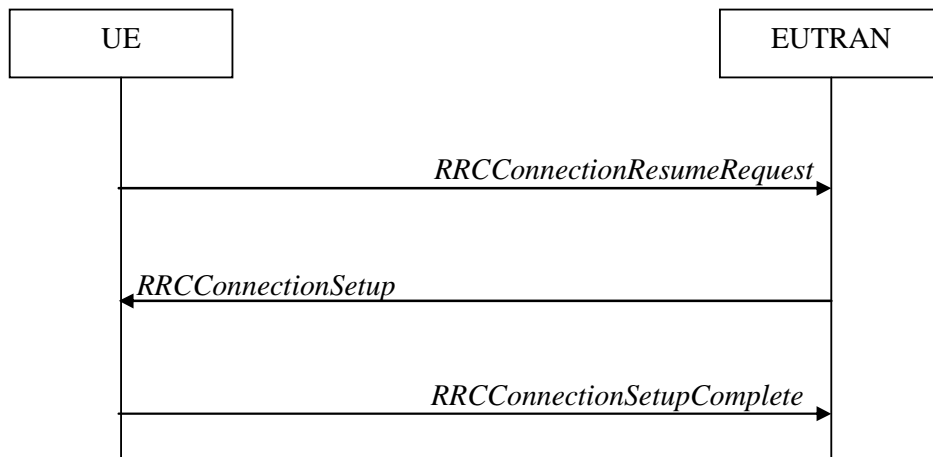 UE
EUTRAN
RRCConnectionResumeRequest
RRCConnectionSetup
RRCConnectionSetupComplete